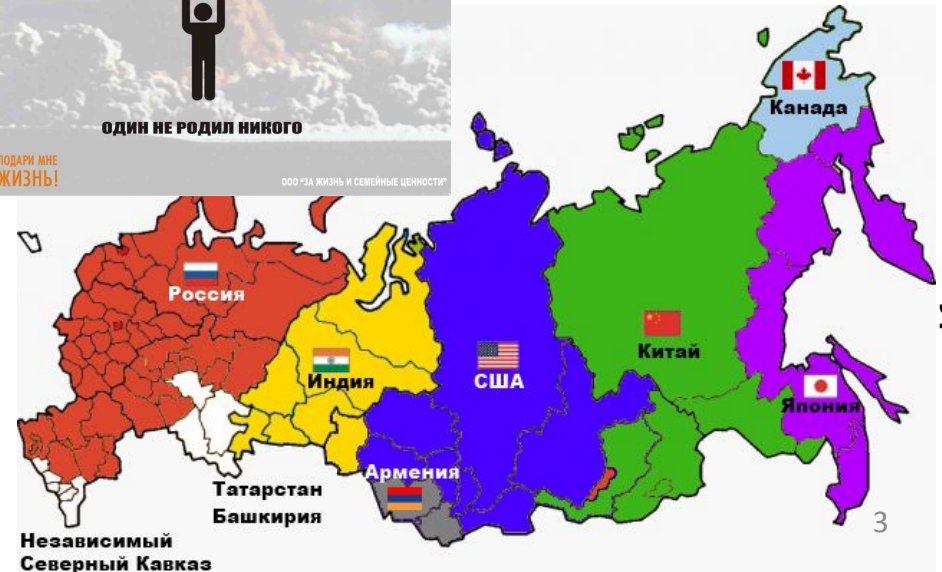 ОДИН НЕ РОДИЛ НИКОГО
ПОДАРИ МНЕ
ЖИЗНЬ!
ООО "ЗА ЖИЗНЬ И СЕМЕЙНЫЕ ЦЕННОСТИ"
Канада
Россия
Индия
США
Китай
Япония
Армения
Татарстан
Башкирия
Независимый
Северный Кавказ
3